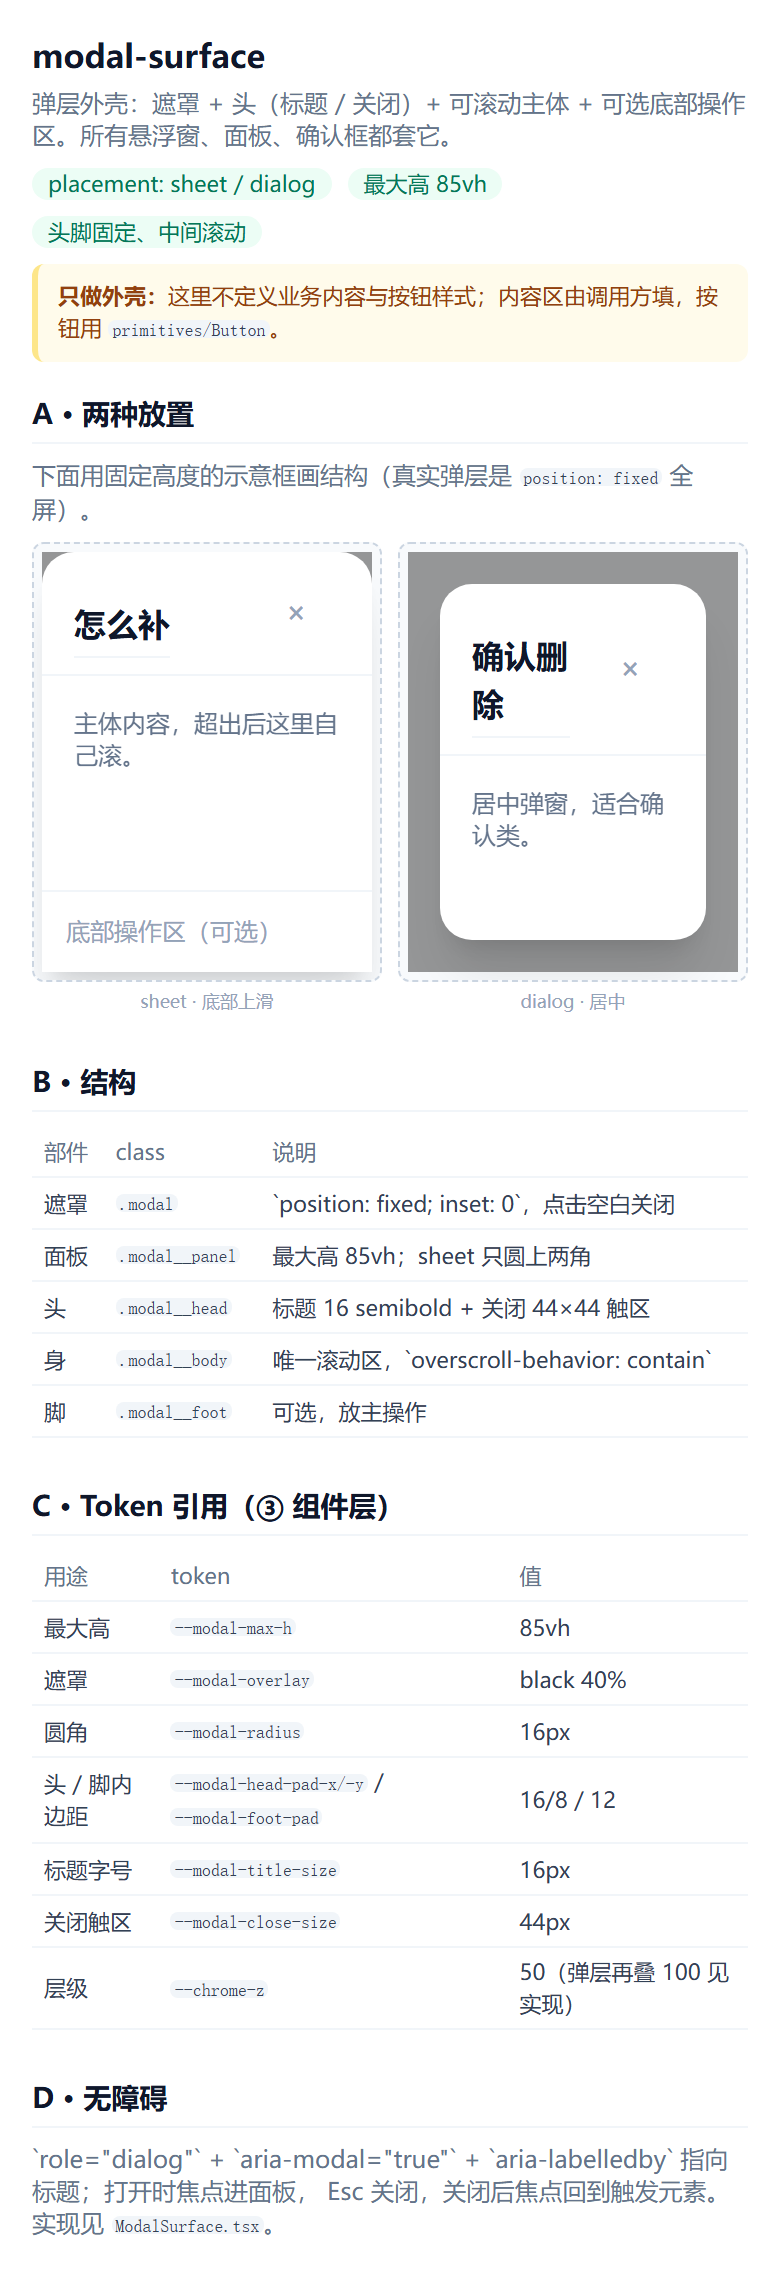 modal-surface
弹层外壳：遮罩 + 头（标题 / 关闭）+ 可滚动主体 + 可选底部操作
区。所有悬浮窗、面板、确认框都套它。
placement: sheet / dialog
最大高 85vh
头脚固定、中间滚动
只做外壳：这里不定义业务内容与按钮样式；内容区由调用方填，按
钮用 primitives/Button。
A • 两种放置
下面用固定高度的示意框画结构（真实弹层是 position: fixed 全
屏）。
怎么补
×
主体内容，超出后这里自
己滚。
底部操作区（可选）
sheet · 底部上滑
确认删
除
×
居中弹窗，适合确
认类。
dialog · 居中
B • 结构
部件 class 说明
遮罩 .modal `position: fixed; inset: 0`，点击空白关闭
面板 .modal__panel 最大高 85vh；sheet 只圆上两角
头 .modal__head 标题 16 semibold + 关闭 44×44 触区
身 .modal__body 唯一滚动区，`overscroll-behavior: contain`
脚 .modal__foot 可选，放主操作
C • Token 引用（③ 组件层）
用途 token 值
最大高 --modal-max-h 85vh
遮罩 --modal-overlay black 40%
圆角 --modal-radius 16px
头 / 脚内
边距
--modal-head-pad-x/-y /
--modal-foot-pad
16/8 / 12
标题字号 --modal-title-size 16px
关闭触区 --modal-close-size 44px
层级 --chrome-z
50（弹层再叠 100 见
实现）
D • 无障碍
`role="dialog"` + `aria-modal="true"` + `aria-labelledby` 指向
标题；打开时焦点进面板， Esc 关闭，关闭后焦点回到触发元素。
实现见 ModalSurface.tsx。